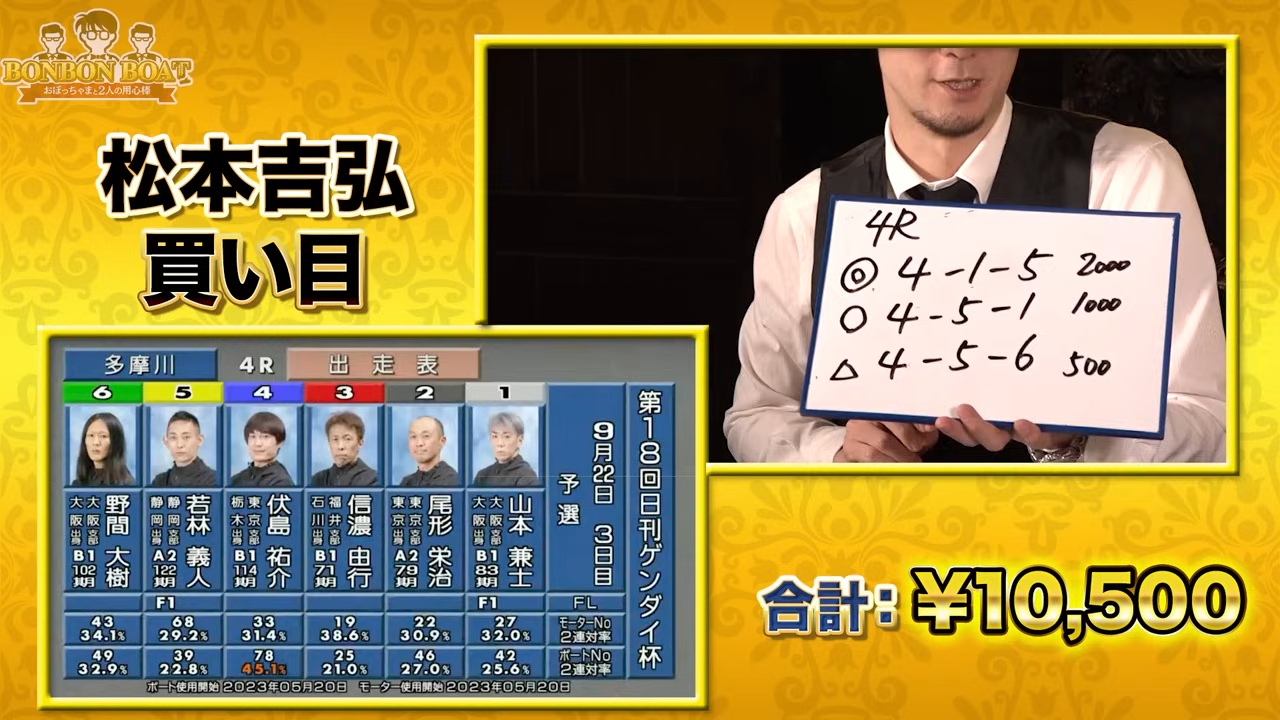 BONBON BOAT
おぼっちゃまと2人の用心棒
松本吉弘
買い目
4R
◎ 4-1-5 2000
○ 4-5-1 1000
△ 4-5-6 500
多摩川 4R 出走表
6 5 4 3 2 1
第18回日刊ゲンダイ杯
9月22日 3日目
予選
山本 兼士
大阪支部
大阪出身
B1
83期
尾形 栄治
東京支部
東京出身
A2
79期
信濃 由行
福井支部
石川出身
B1
71期
伏島 祐介
東京支部
栃木出身
B1
114期
若林 義人
静岡支部
静岡出身
A2
122期
野間 大樹
大阪支部
大阪出身
B1
102期
F1 F1 FL
43 68 33 19 22 27 モーターNo
34.1% 29.2% 31.4% 38.6% 30.9% 32.0% 2連対率
49 39 78 25 46 42 ボートNo
32.9% 22.8% 45.1% 21.0% 27.0% 25.6% 2連対率
ボート使用開始 2023年05月20日 モーター使用開始 2023年05月20日
合計:¥10,500